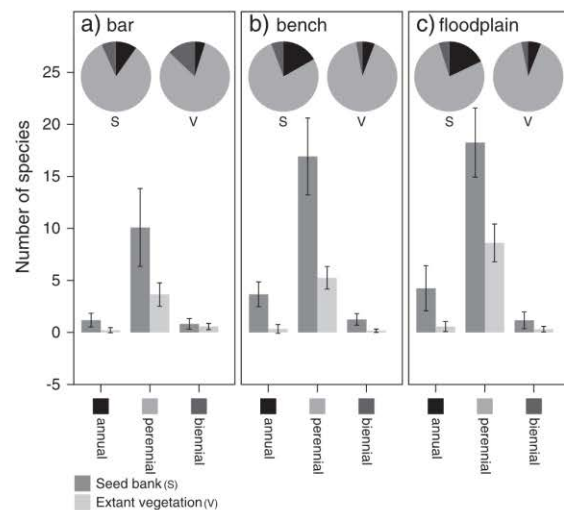 a) bar
b) bench
c) floodplain
S
V
S
V
S
V
Number of species
25
20
15
10
5
0
-5
annual
perennial
biennial
annual
perennial
biennial
annual
perennial
biennial
Seed bank (S)
Extant vegetation (V)